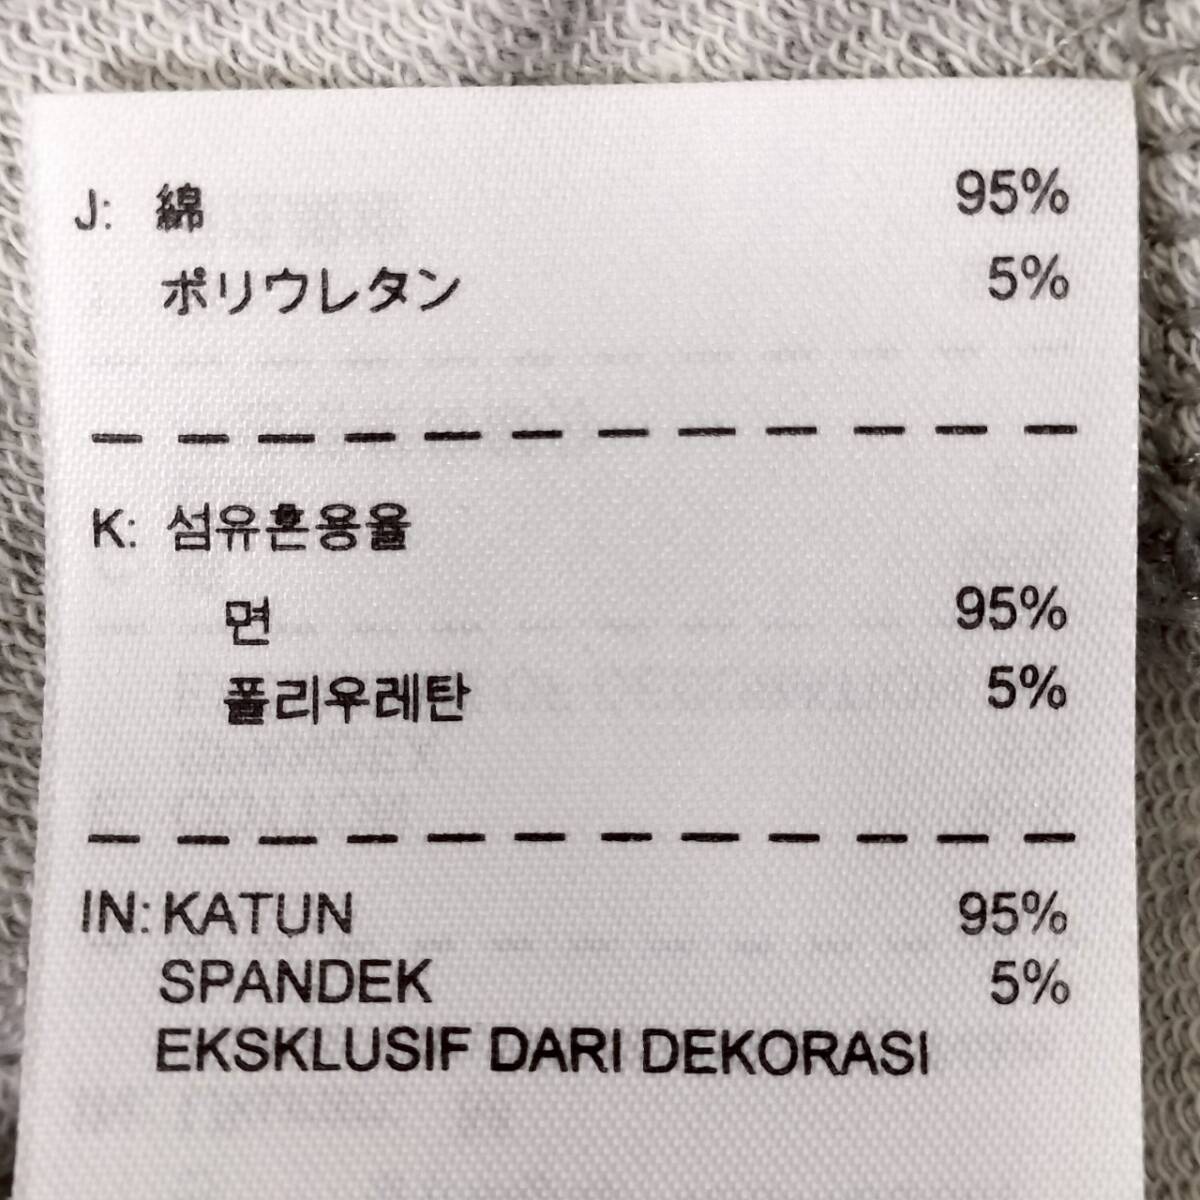 J: 綿 95%
ポリウレタン 5%
K: 섬유혼용율
면 95%
폴리우레탄 5%
IN: KATUN 95%
SPANDEK 5%
EKSKLUSIF DARI DEKORASI